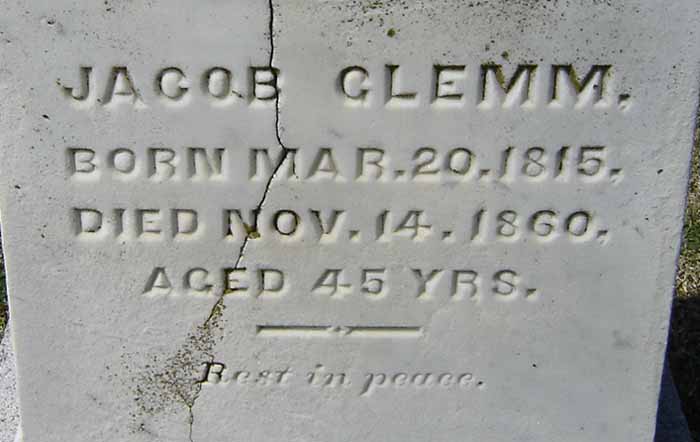 JACOB CLEMM.
BORN MAR. 20. 1815.
DIED NOV. 14. 1860.
AGED 45 YRS.
Rest in peace.